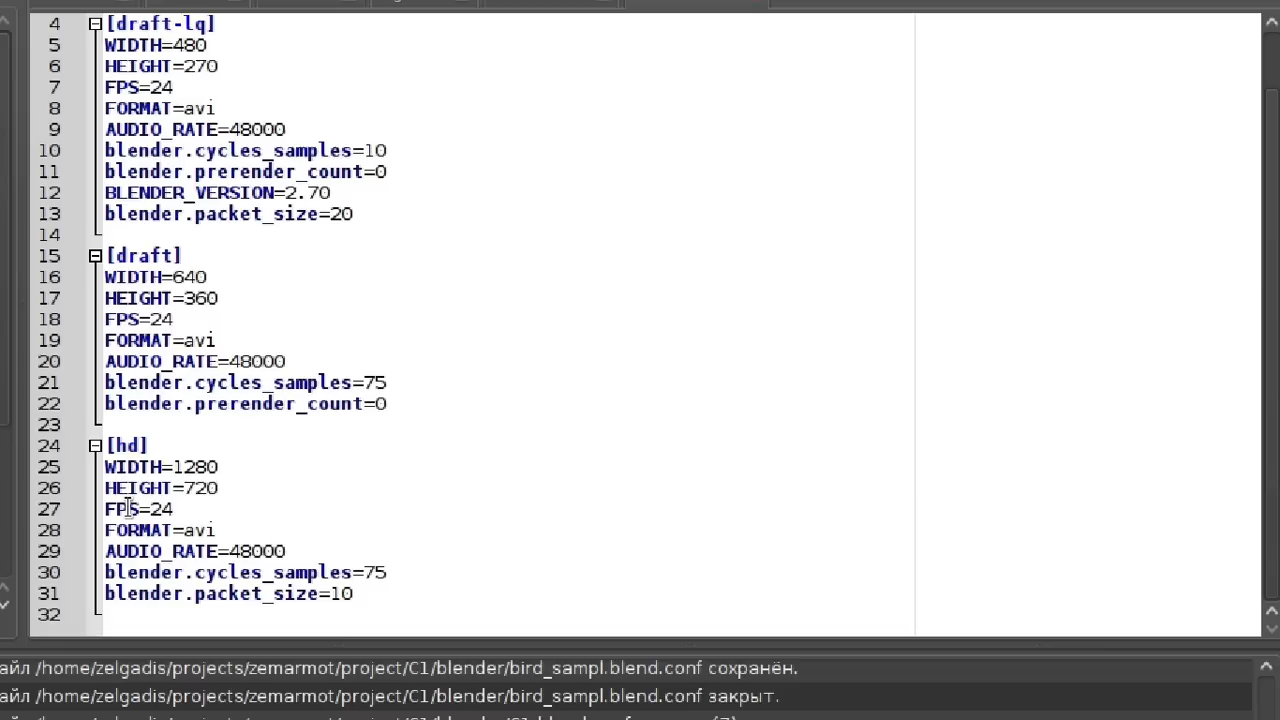 4 [draft-lq]
5 WIDTH=480
6 HEIGHT=270
7 FPS=24
8 FORMAT=avi
9 AUDIO_RATE=48000
10 blender.cycles_samples=10
11 blender.prerender_count=0
12 BLENDER_VERSION=2.70
13 blender.packet_size=20
14
15 [draft]
16 WIDTH=640
17 HEIGHT=360
18 FPS=24
19 FORMAT=avi
20 AUDIO_RATE=48000
21 blender.cycles_samples=75
22 blender.prerender_count=0
23
24 [hd]
25 WIDTH=1280
26 HEIGHT=720
27 FPS=24
28 FORMAT=avi
29 AUDIO_RATE=48000
30 blender.cycles_samples=75
31 blender.packet_size=10
32
айл /home/zelgadis/projects/zemarmot/project/C1/blender/bird_sampl.blend.conf сохранён.
айл /home/zelgadis/projects/zemarmot/project/C1/blender/bird_sampl.blend.conf закрыт.